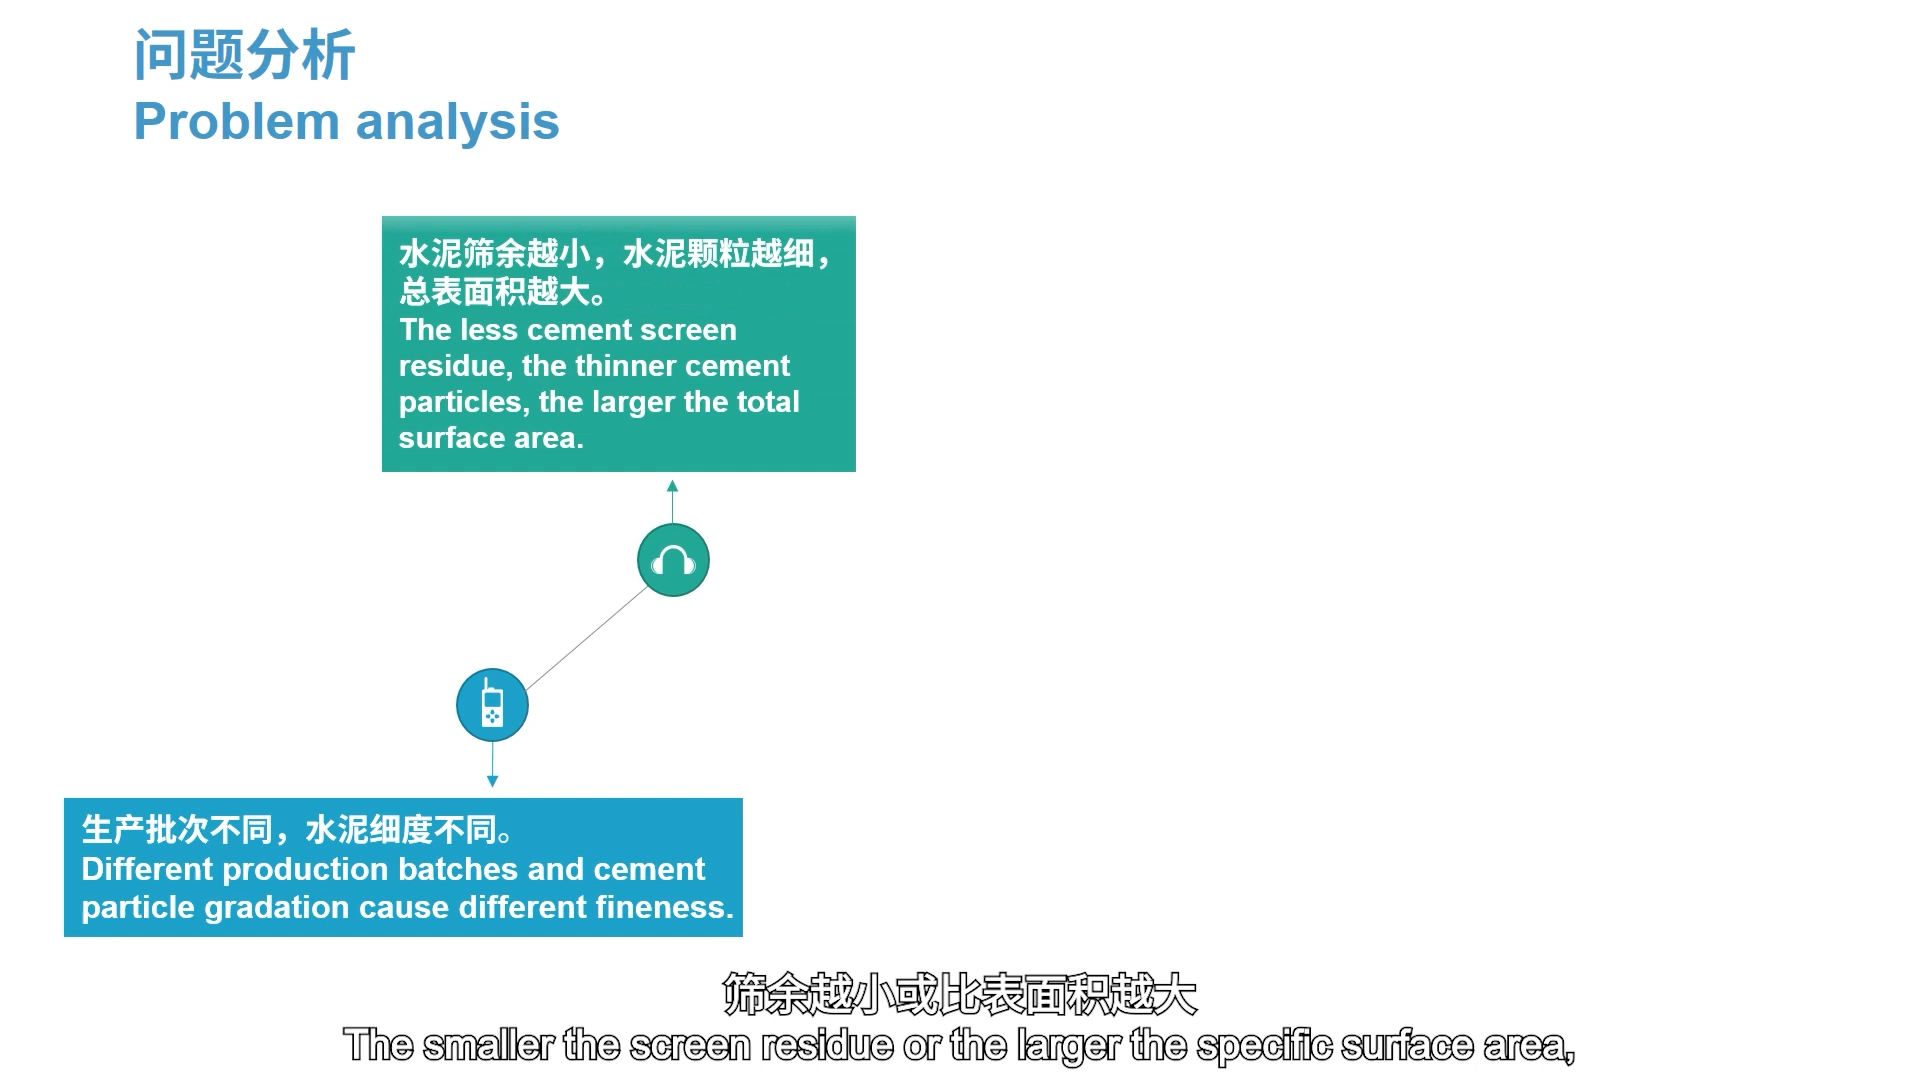 问题分析
Problem analysis
水泥筛余越小，水泥颗粒越细，
总表面积越大。
The less cement screen
residue, the thinner cement
particles, the larger the total
surface area.
生产批次不同，水泥细度不同。
Different production batches and cement
particle gradation cause different fineness.
筛余越小或比表面积越大
The smaller the screen residue or the larger the specific surface area,